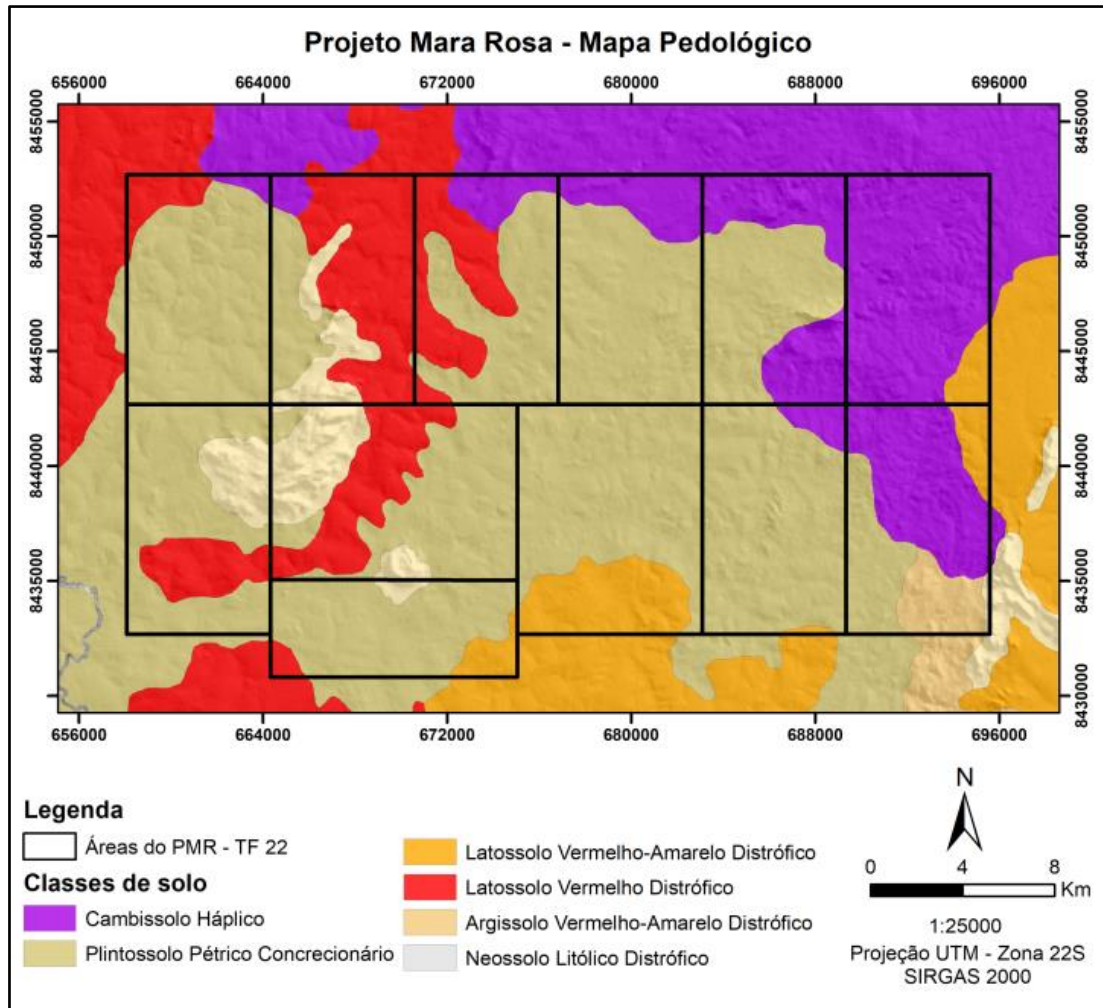 Projeto Mara Rosa - Mapa Pedológico
656000 664000 672000 680000 688000 696000
8455000 8455000
8450000 8450000
8445000 8445000
8440000 8440000
8435000 8435000
8430000 8430000
656000 664000 672000 680000 688000 696000
Legenda
Áreas do PMR - TF 22
Classes de solo
Cambissolo Háplico
Plintossolo Pétrico Concrecionário
Latossolo Vermelho-Amarelo Distrófico
Latossolo Vermelho Distrófico
Argissolo Vermelho-Amarelo Distrófico
Neossolo Litólico Distrófico
N
0 4 8
Km
1:25000
Projeção UTM - Zona 22S
SIRGAS 2000